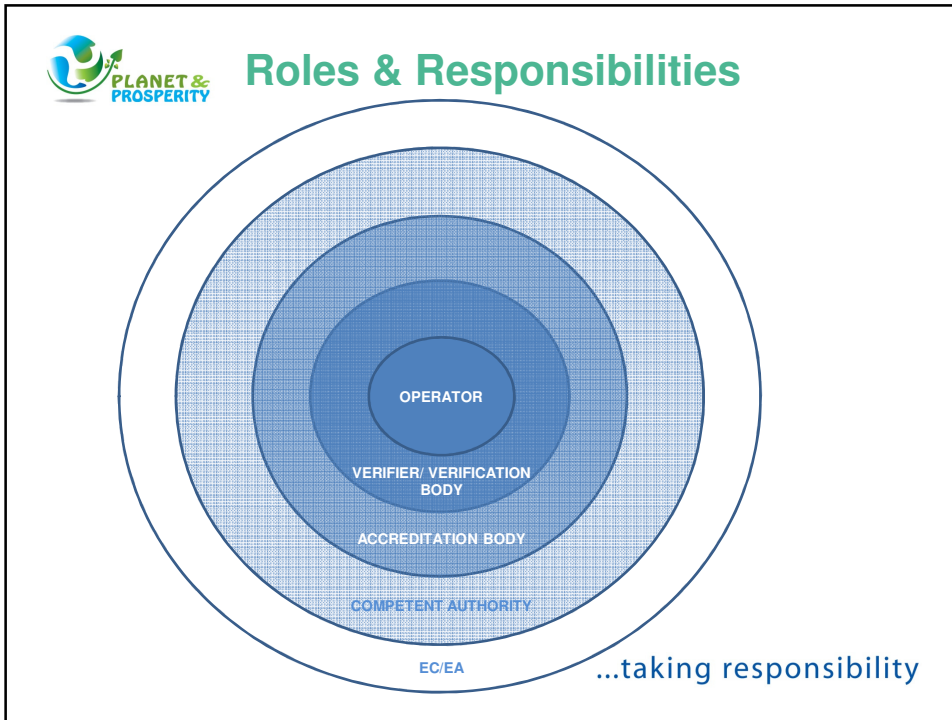 PLANET &
PROSPERITY
Roles & Responsibilities
OPERATOR
VERIFIER/ VERIFICATION
BODY
ACCREDITATION BODY
COMPETENT AUTHORITY
EC/EA
...taking responsibility